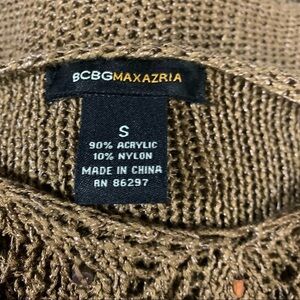 BCBGMAXAZRIA
S
90% ACRYLIC
10% NYLON
MADE IN CHINA
RN 86297